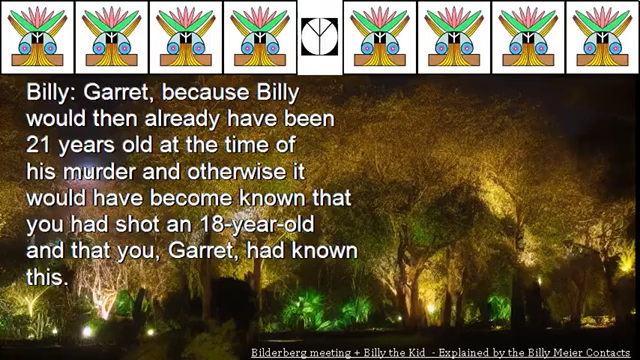 Billy: Garret, because Billy
would then already have been
21 years old at the time of
his murder and otherwise it
would have become known that
you had shot an 18-year-old
and that you, Garret, had known
this.
Bilderberg meeting + Billy the Kid - Explained by the Billy Meier Contacts